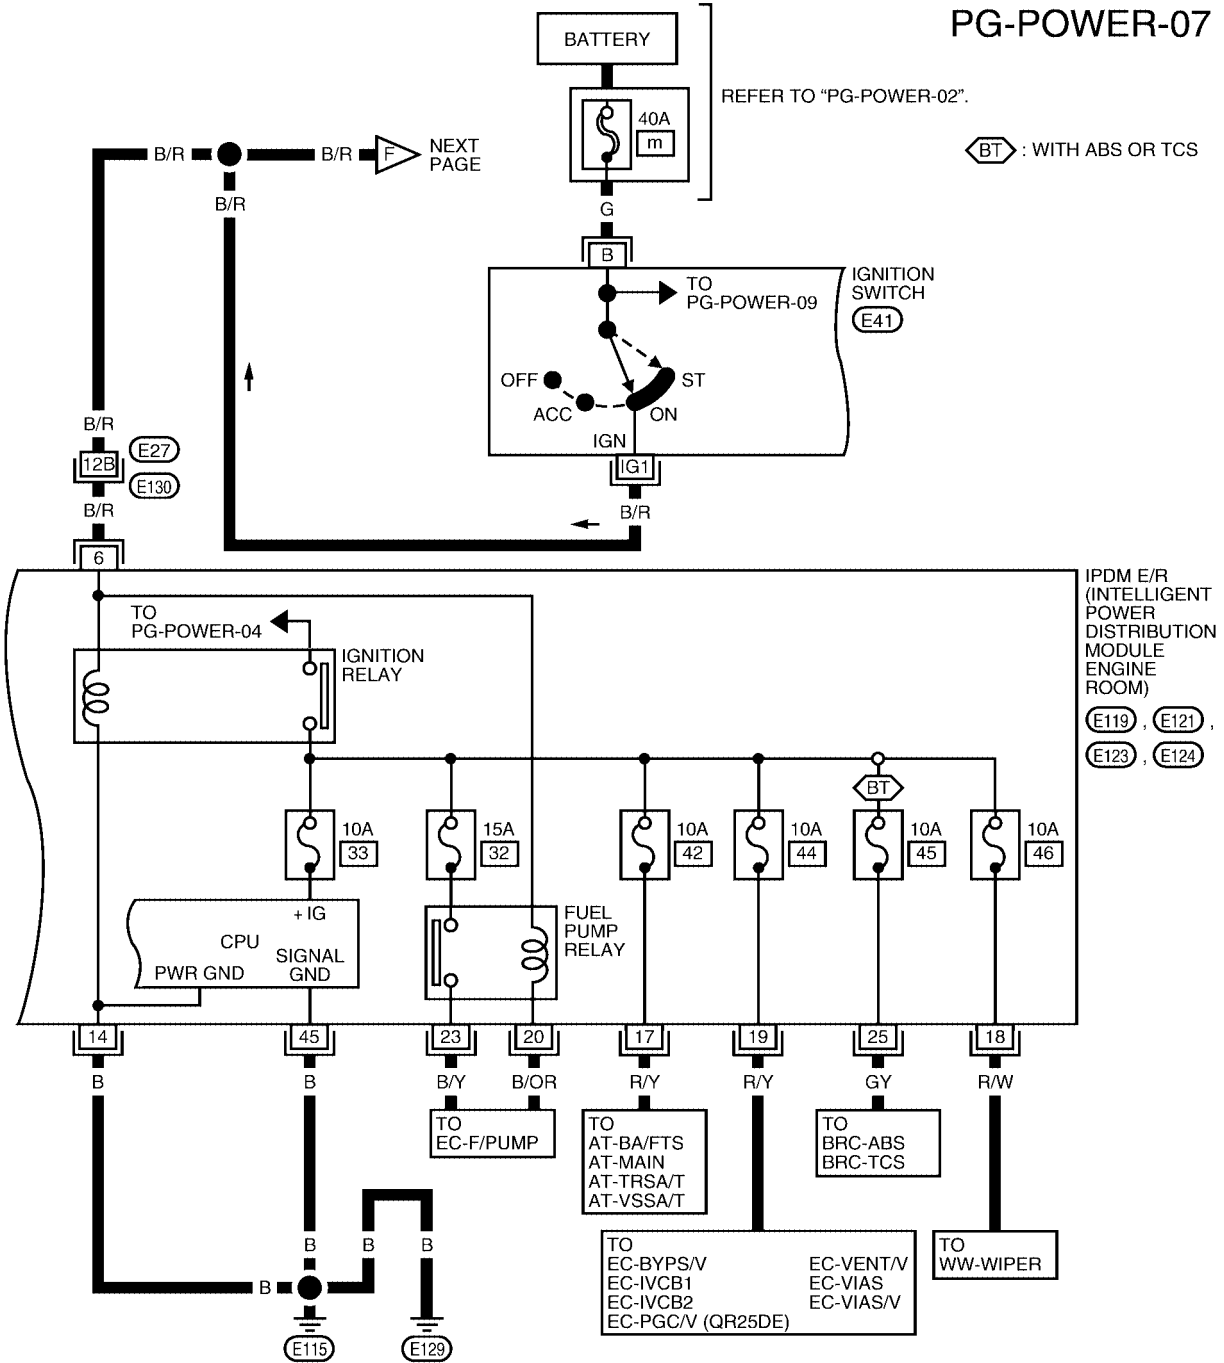 PG-POWER-07
BATTERY
REFER TO “PG-POWER-02”.
40A
m
BT : WITH ABS OR TCS
B/R
B/R
F
NEXT
PAGE
B/R
G
B
IGNITION
SWITCH
E41
TO
PG-POWER-09
OFF
ST
ACC
ON
IGN
IG1
B/R
B/R
12B
E27
E130
B/R
6
IPDM E/R
(INTELLIGENT
POWER
DISTRIBUTION
MODULE
ENGINE
ROOM)
E119 , E121 ,
E123 , E124
TO
PG-POWER-04
IGNITION
RELAY
BT
10A
33
15A
32
10A
42
10A
44
10A
45
10A
46
+ IG
CPU
SIGNAL
GND
PWR GND
FUEL
PUMP
RELAY
14
45
23
20
17
19
25
18
B
B
B/Y
B/OR
R/Y
R/Y
GY
R/W
TO
EC-F/PUMP
TO
AT-BA/FTS
AT-MAIN
AT-TRSA/T
AT-VSSA/T
TO
BRC-ABS
BRC-TCS
B
B
B
B
TO
EC-BYPS/V
EC-IVCB1
EC-IVCB2
EC-PGC/V (QR25DE)
EC-VENT/V
EC-VIAS
EC-VIAS/V
TO
WW-WIPER
E115
E129